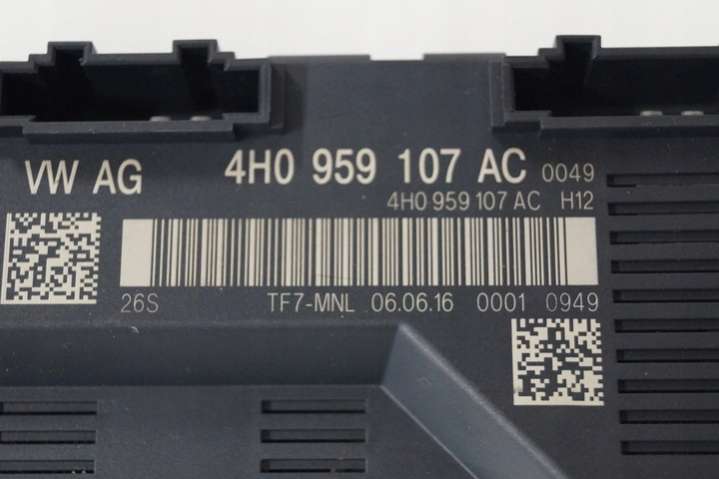 VW AG 4H0 959 107 AC 0049
4H0 959 107 AC H12
26S TF7-MNL 06.06.16 0001 0949